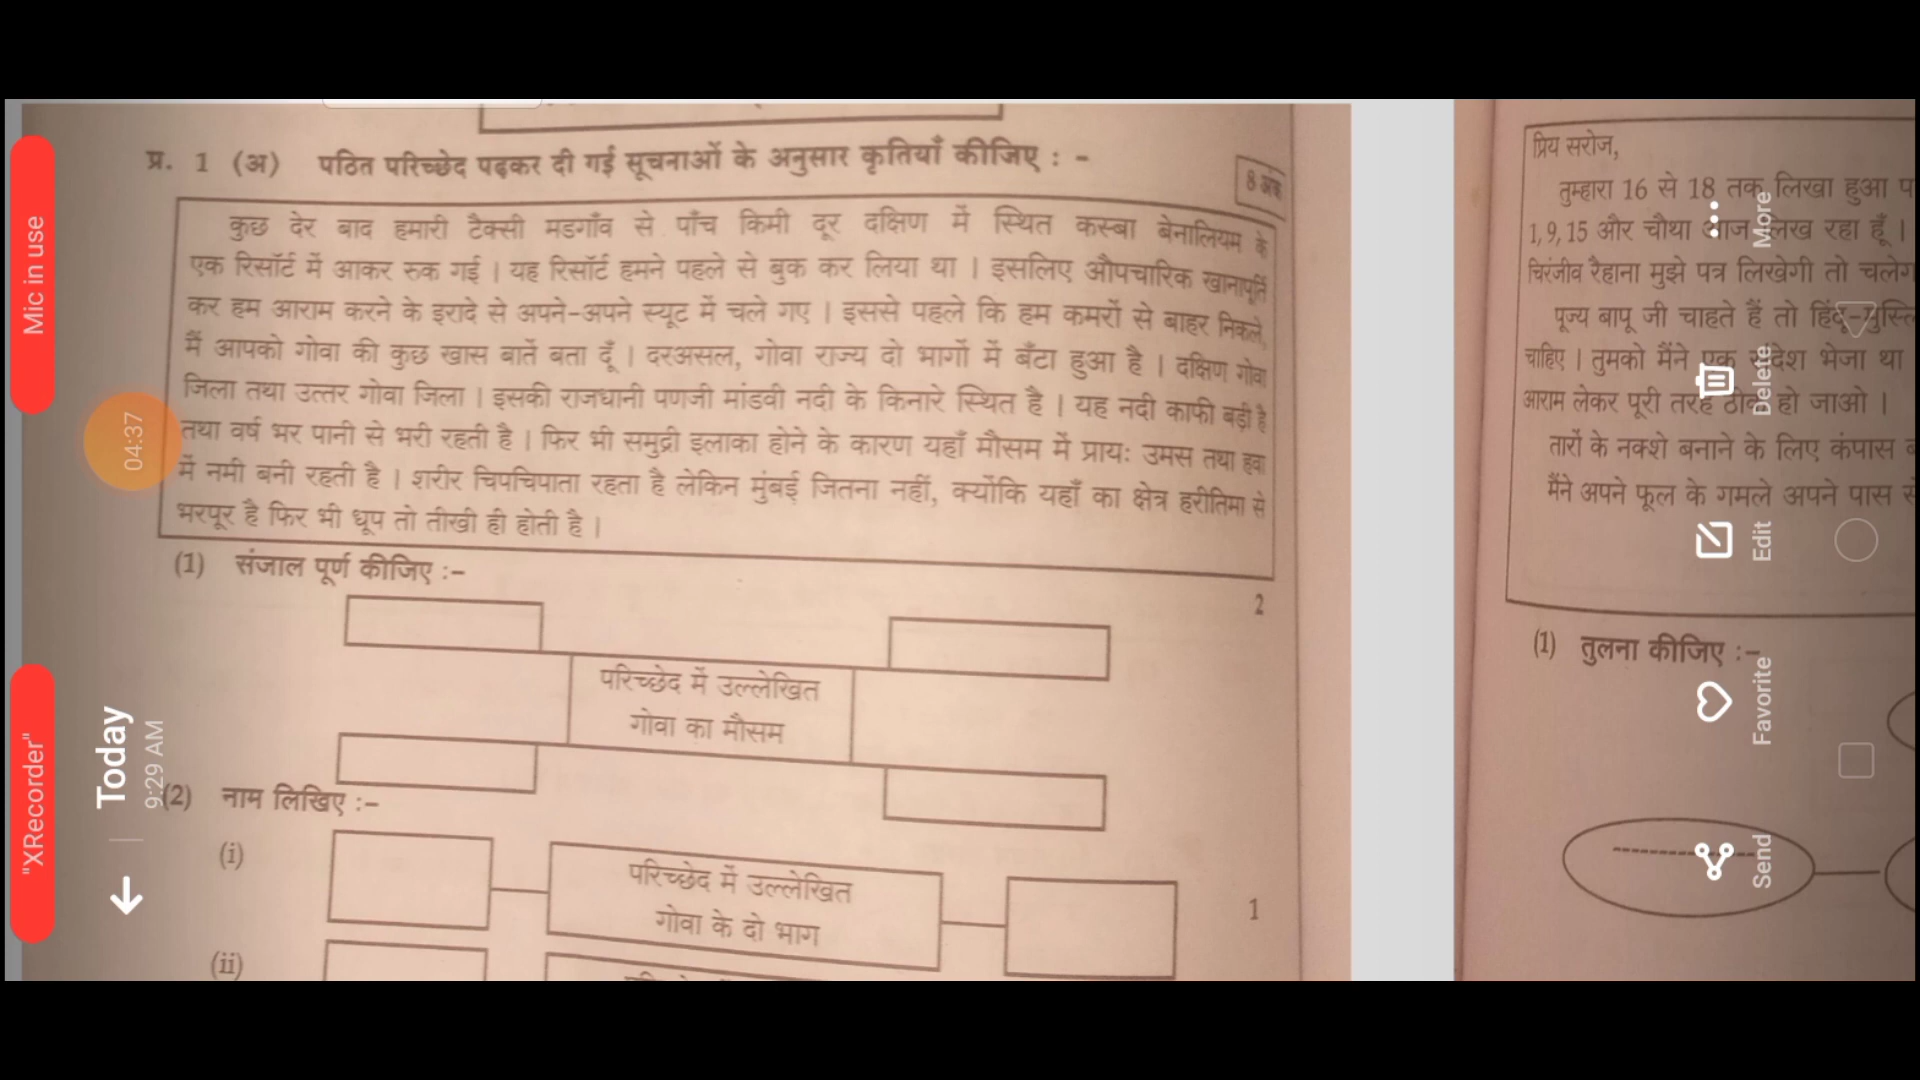 प्र. 1 (अ) पठित परिच्छेद पढ़कर दी गई सूचनाओं के अनुसार कृतियाँ कीजिए : -
8 अंक
कुछ देर बाद हमारी टैक्सी मडगाँव से पाँच किमी दूर दक्षिण में स्थित कस्बा बेनालियम के
एक रिसॉर्ट में आकर रुक गई । यह रिसॉर्ट हमने पहले से बुक कर लिया था । इसलिए औपचारिक खानापूर्ति
कर हम आराम करने के इरादे से अपने-अपने स्यूट में चले गए । इससे पहले कि हम कमरों से बाहर निकलें,
मैं आपको गोवा की कुछ खास बातें बता दूँ । दरअसल, गोवा राज्य दो भागों में बँटा हुआ है । दक्षिण गोवा
जिला तथा उत्तर गोवा जिला । इसकी राजधानी पणजी मांडवी नदी के किनारे स्थित है । यह नदी काफी बड़ी है
तथा वर्ष भर पानी से भरी रहती है । फिर भी समुद्री इलाका होने के कारण यहाँ मौसम में प्रायः उमस तथा हवा
में नमी बनी रहती है । शरीर चिपचिपाता रहता है लेकिन मुंबई जितना नहीं, क्योंकि यहाँ का क्षेत्र हरीतिमा से
भरपूर है फिर भी धूप तो तीखी ही होती है ।
(1) संजाल पूर्ण कीजिए :-
2
परिच्छेद में उल्लेखित
गोवा का मौसम
(2) नाम लिखिए :-
(i)
परिच्छेद में उल्लेखित
गोवा के दो भाग
1
(ii)
प्रिय सरोज,
तुम्हारा 16 से 18 तक लिखा हुआ
1, 9, 15 और चौथा आज लिख रहा हूँ ।
चिरंजीव रैहाना मुझे पत्र लिखेगी तो
पूज्य बापू जी चाहते हैं तो
चाहिए । तुमको मैंने एक संदेश भेजा था
आराम लेकर पूरी तरह ठीक हो जाओ ।
तारों के नक्शे बनाने के लिए कंपास
मैंने अपने फूल के गमले अपने पास
(1) तुलना कीजिए :-
Mic in use
"XRecorder"
04:37
Today
9:29 AM
More
Delete
Edit
Favorite
Send